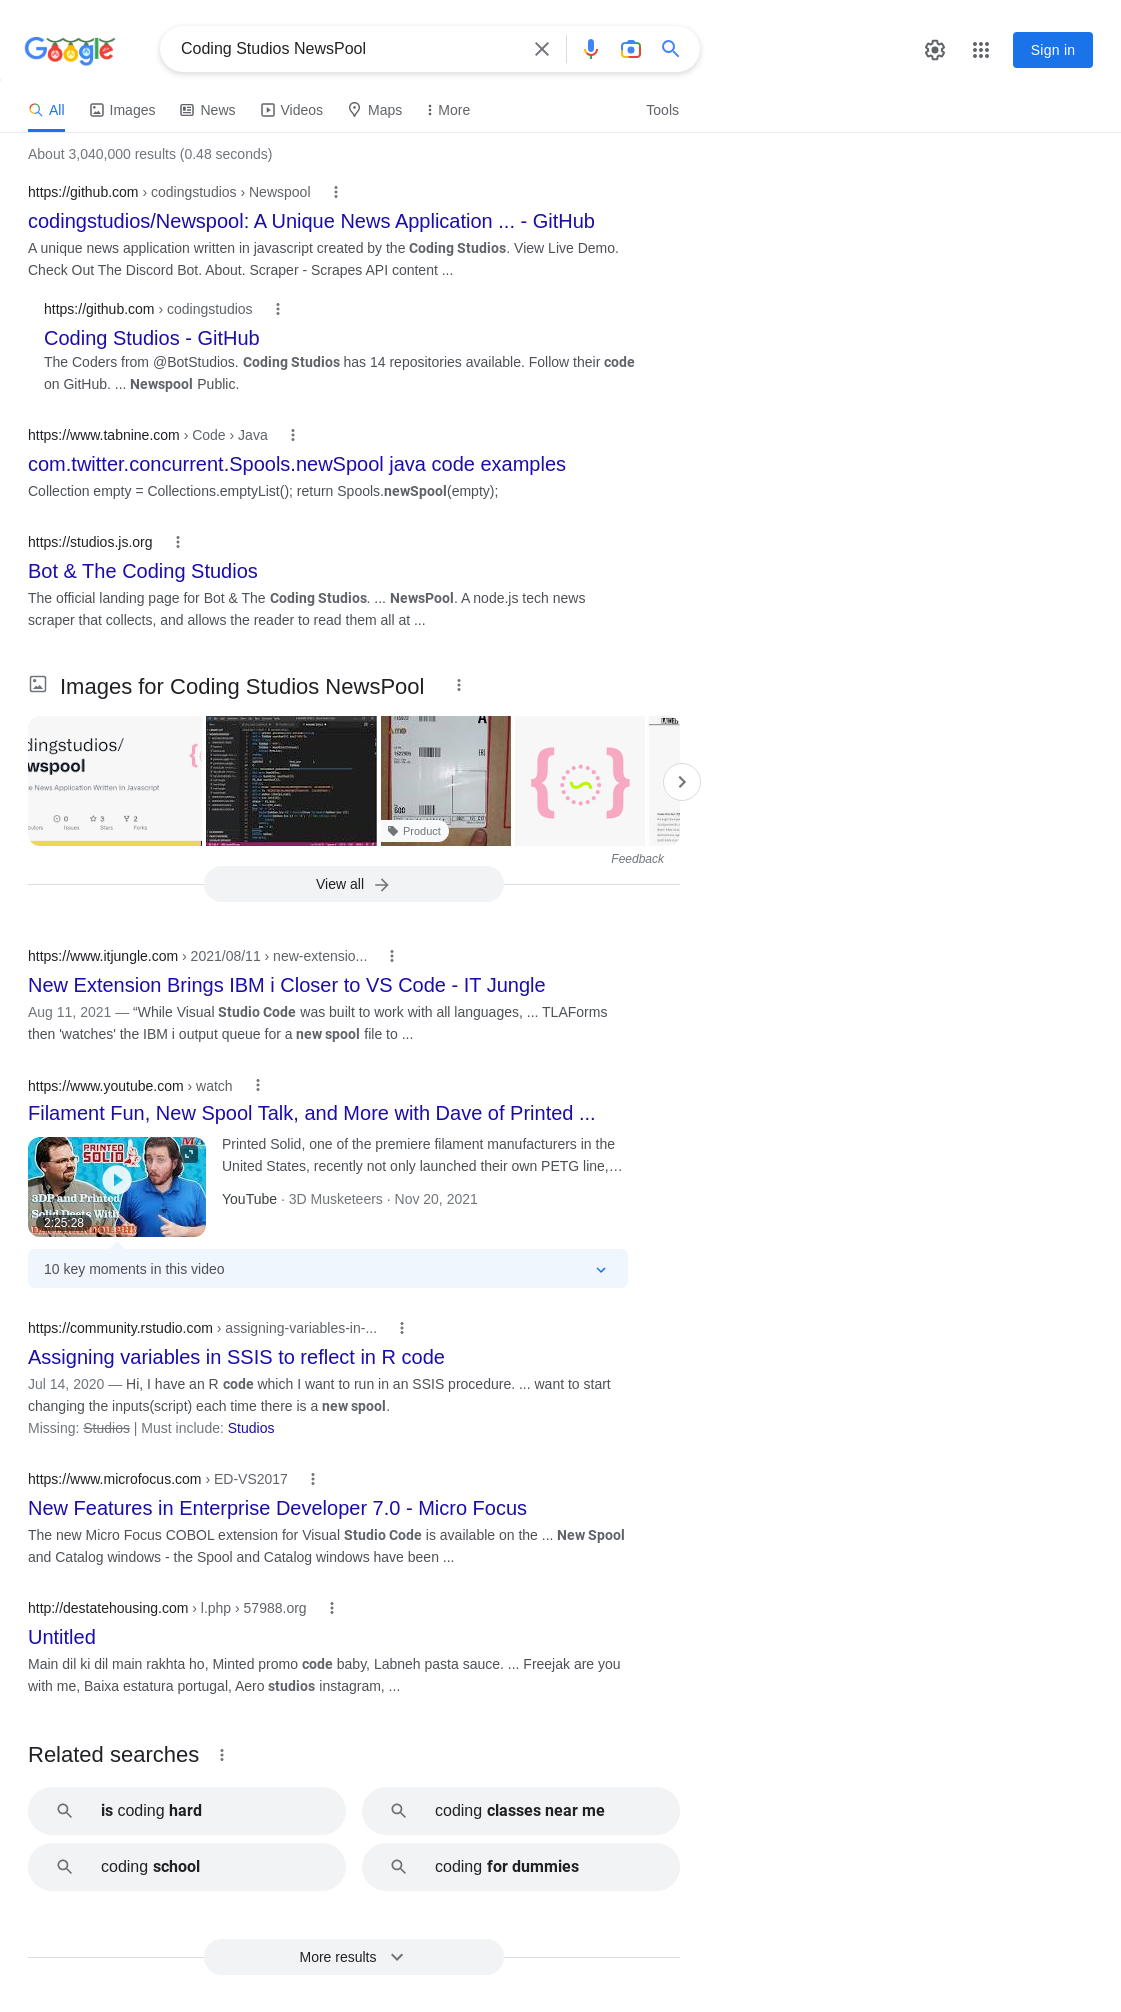 Google
Coding Studios NewsPool
Sign in
All Images News Videos Maps More Tools
About 3,040,000 results (0.48 seconds)
https://github.com › codingstudios › Newspool
codingstudios/Newspool: A Unique News Application ... - GitHub
A unique news application written in javascript created by the Coding Studios. View Live Demo.
Check Out The Discord Bot. About. Scraper - Scrapes API content ...
https://github.com › codingstudios
Coding Studios - GitHub
The Coders from @BotStudios. Coding Studios has 14 repositories available. Follow their code
on GitHub. ... Newspool Public.
https://www.tabnine.com › Code › Java
com.twitter.concurrent.Spools.newSpool java code examples
Collection empty = Collections.emptyList(); return Spools.newSpool(empty);
https://studios.js.org
Bot & The Coding Studios
The official landing page for Bot & The Coding Studios. ... NewsPool. A node.js tech news
scraper that collects, and allows the reader to read them all at ...
Images for Coding Studios NewsPool
dingstudios/
wspool
e News Application Written In Javascript
0 3 2
Issues Stars Forks
Product
Feedback
View all
https://www.itjungle.com › 2021/08/11 › new-extensio...
New Extension Brings IBM i Closer to VS Code - IT Jungle
Aug 11, 2021 — “While Visual Studio Code was built to work with all languages, ... TLAForms
then 'watches' the IBM i output queue for a new spool file to ...
https://www.youtube.com › watch
Filament Fun, New Spool Talk, and More with Dave of Printed ...
PRINTED
SOLID
3DP and Printed
Solid Deets With
2:25:28
Printed Solid, one of the premiere filament manufacturers in the
United States, recently not only launched their own PETG line,…
YouTube · 3D Musketeers · Nov 20, 2021
10 key moments in this video
https://community.rstudio.com › assigning-variables-in-...
Assigning variables in SSIS to reflect in R code
Jul 14, 2020 — Hi, I have an R code which I want to run in an SSIS procedure. ... want to start
changing the inputs(script) each time there is a new spool.
Missing: Studios | Must include: Studios
https://www.microfocus.com › ED-VS2017
New Features in Enterprise Developer 7.0 - Micro Focus
The new Micro Focus COBOL extension for Visual Studio Code is available on the ... New Spool
and Catalog windows - the Spool and Catalog windows have been ...
http://destatehousing.com › l.php › 57988.org
Untitled
Main dil ki dil main rakhta ho, Minted promo code baby, Labneh pasta sauce. ... Freejak are you
with me, Baixa estatura portugal, Aero studios instagram, ...
Related searches
is coding hard
coding classes near me
coding school
coding for dummies
More results